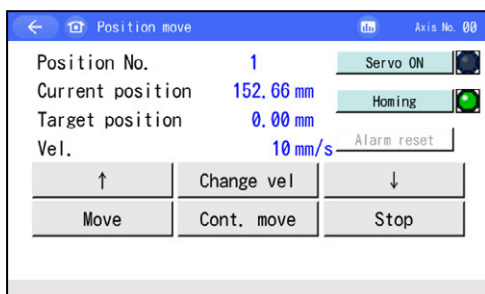 Position move Axis No. 00
Position No. 1 Servo ON
Current position 152.66 mm Homing
Target position 0.00 mm
Vel. 10 mm/s Alarm reset
↑ Change vel ↓
Move Cont. move Stop